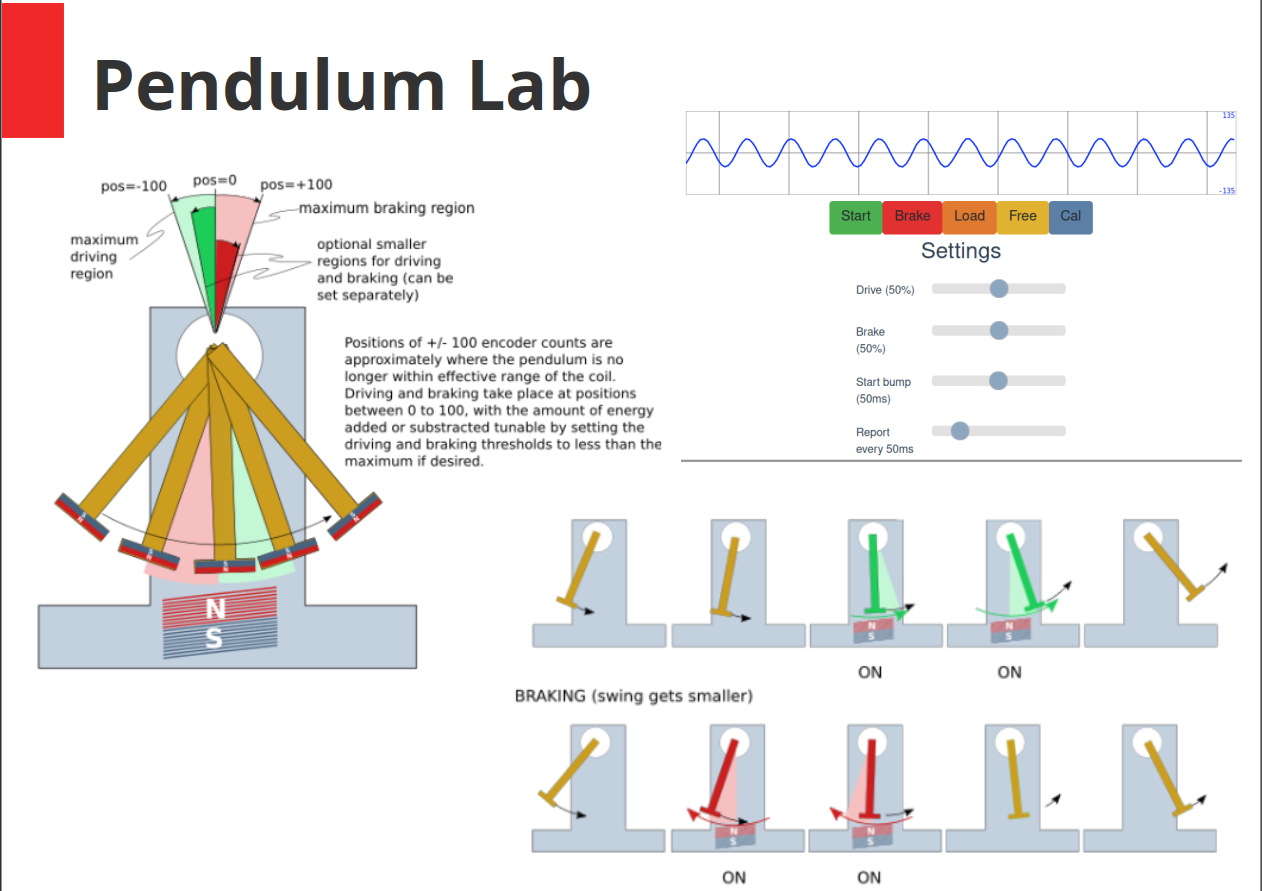 Pendulum Lab
135
-135
Start Brake Load Free Cal
Settings
Drive (50%)
Brake
(50%)
Start bump
(50ms)
Report
every 50ms
pos=-100 pos=0 pos=+100
maximum braking region
maximum
driving
region
optional smaller
regions for driving
and braking (can be
set separately)
Positions of +/- 100 encoder counts are
approximately where the pendulum is no
longer within effective range of the coil.
Driving and braking take place at positions
between 0 to 100, with the amount of energy
added or substracted tunable by setting the
driving and braking thresholds to less than the
maximum if desired.
N
S
N
S
N
S
ON
ON
BRAKING (swing gets smaller)
N
S
N
S
ON
ON